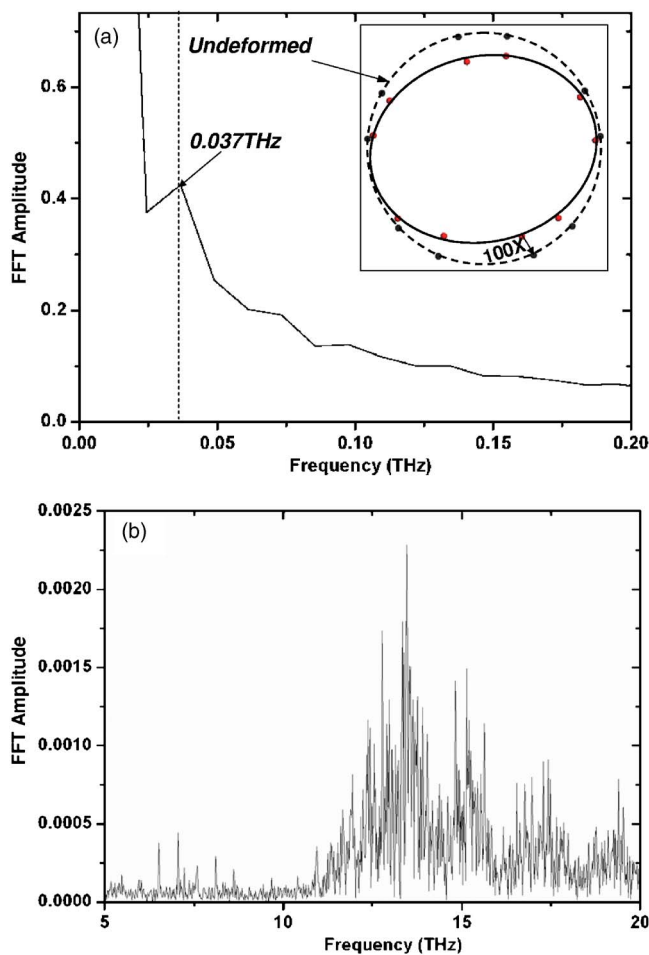 (a)
Undeformed
0.037THz
100X
FFT Amplitude
0.6
0.4
0.2
0.0
0.00 0.05 0.10 0.15 0.20
Frequency (THz)
(b)
FFT Amplitude
0.0025
0.0020
0.0015
0.0010
0.0005
0.0000
5 10 15 20
Frequency (THz)